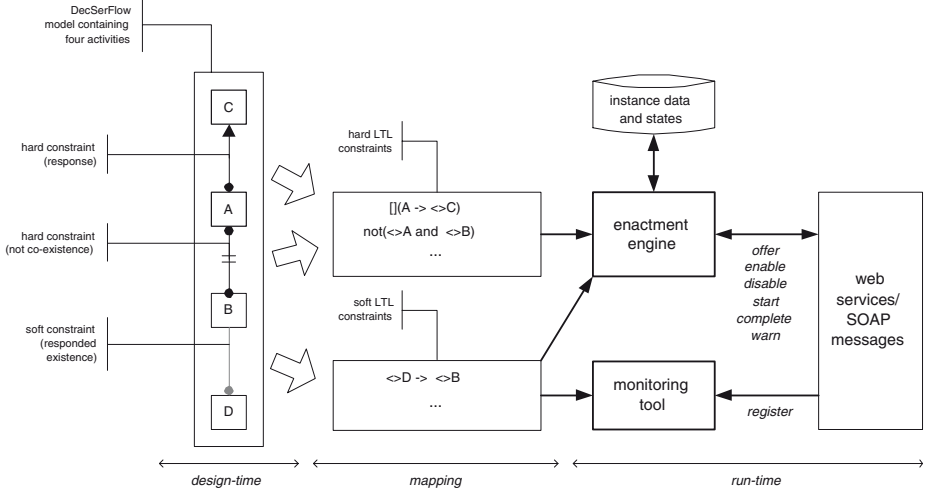 DecSerFlow
model containing
four activities
C
hard constraint
(response)
A
hard constraint
(not co-existence)
B
soft constraint
(responded
existence)
D
hard LTL
constraints
[](A -> <>C)
not(<>A and <>B)
...
soft LTL
constraints
<>D -> <>B
...
instance data
and states
enactment
engine
offer
enable
disable
start
complete
warn
web
services/
SOAP
messages
monitoring
tool
register
design-time
mapping
run-time